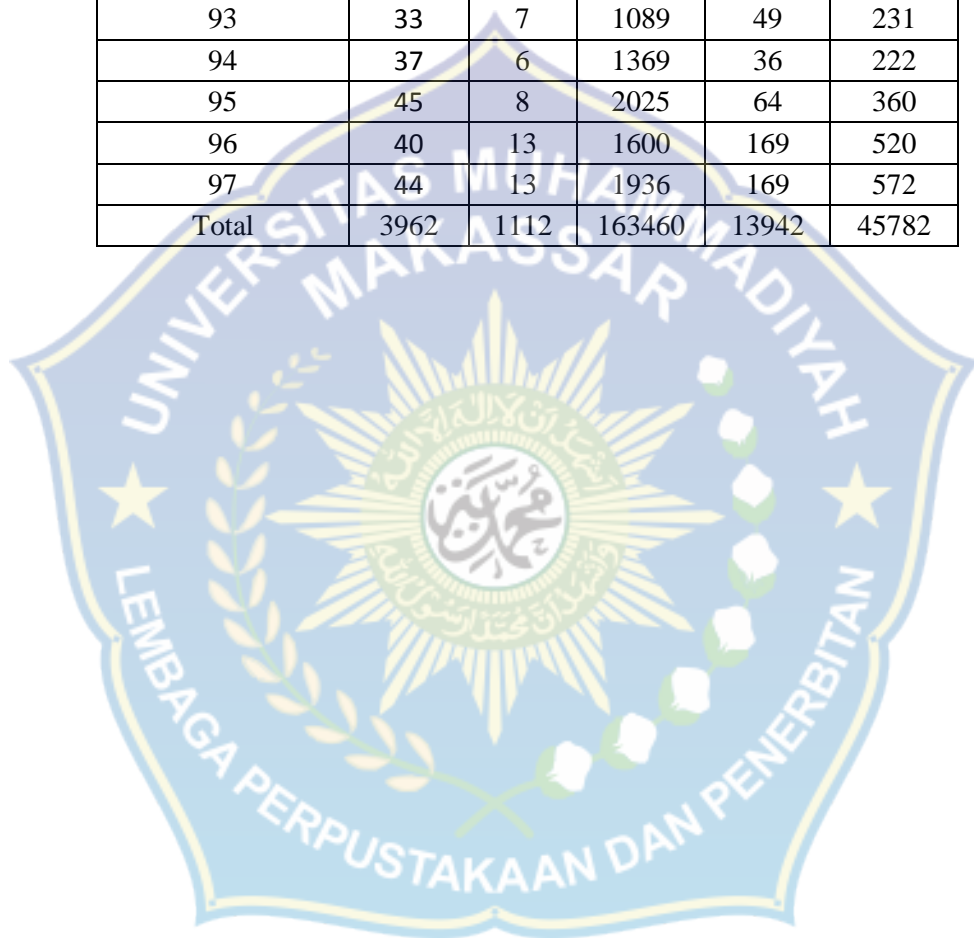 93 33 7 1089 49 231
94 37 6 1369 36 222
95 45 8 2025 64 360
96 40 13 1600 169 520
97 44 13 1936 169 572
Total 3962 1112 163460 13942 45782
UNIVERSITAS MUHAMMADIYAH
MAKASSAR
LEMBAGA PERPUSTAKAAN DAN PENERBITAN